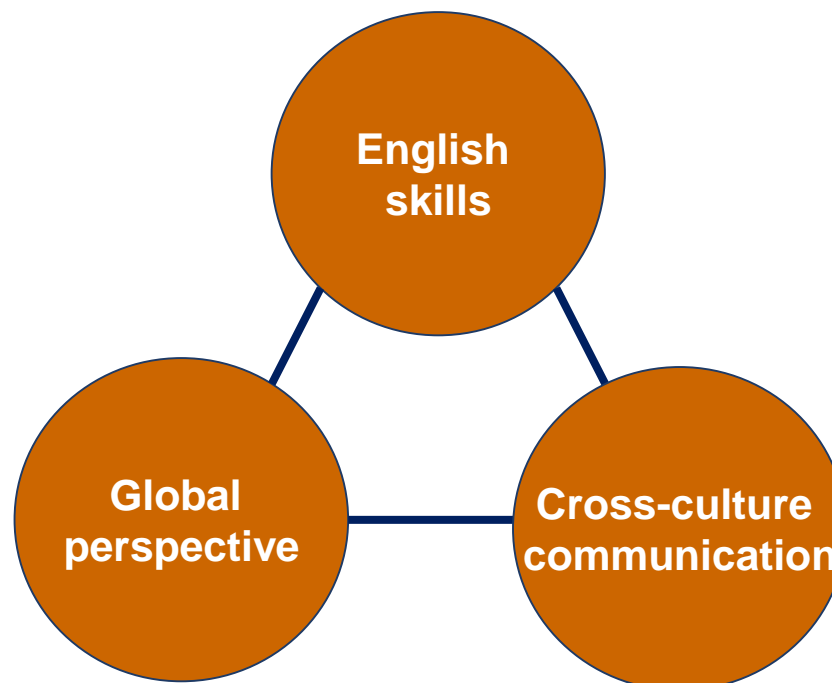 English
skills
Global
perspective
Cross-culture
communication